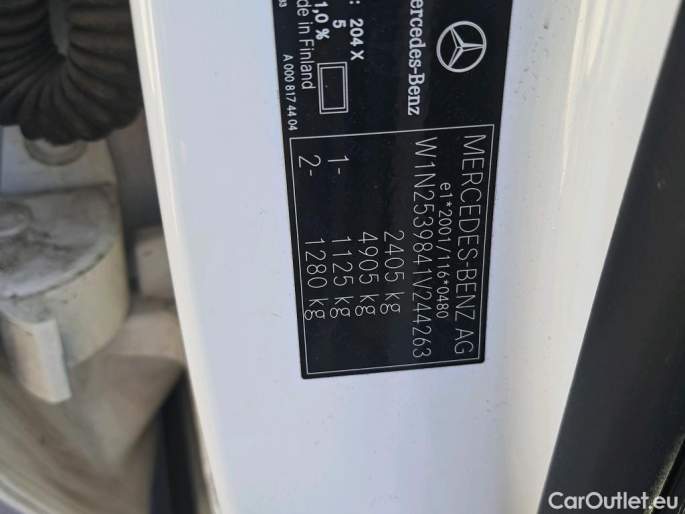 Mercedes-Benz
: 204 X
5
1,0 %
de in Finland
A 000 817 44 04
MERCEDES-BENZ AG
e1*2001/116*0480
W1N2539841V244263
2405 kg
4905 kg
1- 1125 kg
2- 1280 kg
CarOutlet.eu